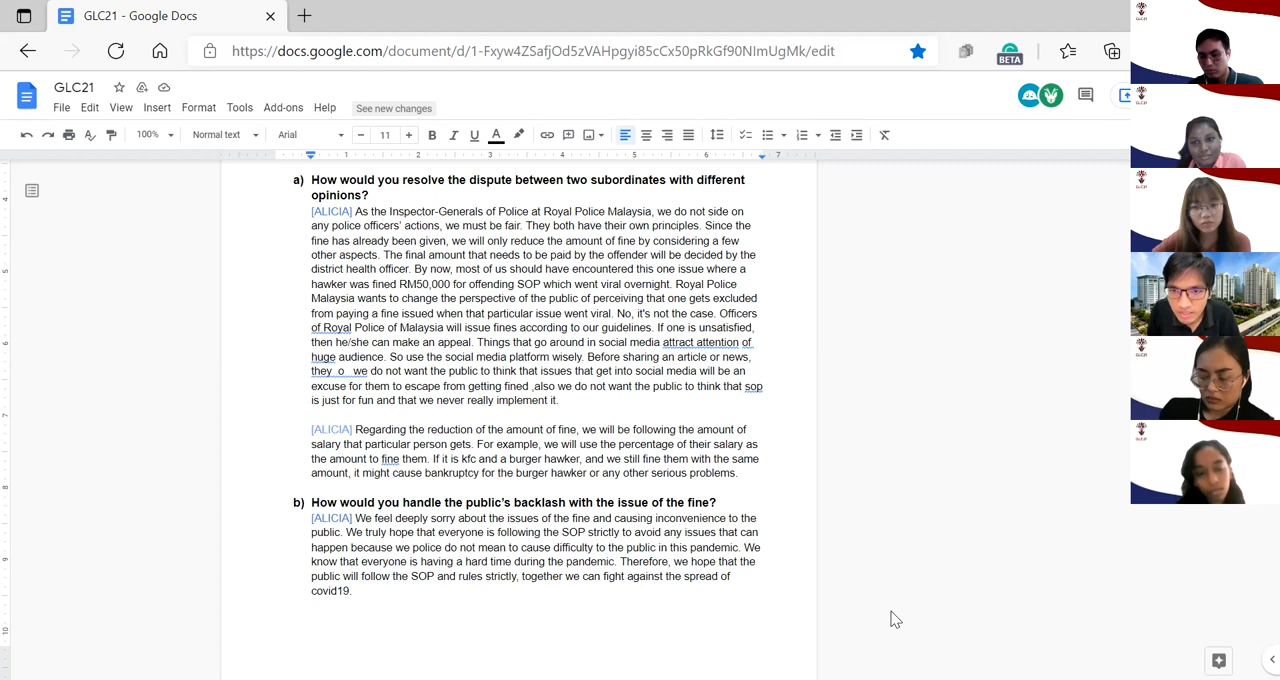 GLC21 - Google Docs
https://docs.google.com/document/d/1-Fxyw4ZSafjOd5zVAHpgyi85cCx50pRkGf90NlmUgMk/edit
BETA
GLC21
File Edit View Insert Format Tools Add-ons Help See new changes
100% Normal text Arial 11 B I U A
1 2 3 4 5 6 7
a) How would you resolve the dispute between two subordinates with different
opinions?
[ALICIA] As the Inspector-Generals of Police at Royal Police Malaysia, we do not side on
any police officers' actions, we must be fair. They both have their own principles. Since the
fine has already been given, we will only reduce the amount of fine by considering a few
other aspects. The final amount that needs to be paid by the offender will be decided by the
district health officer. By now, most of us should have encountered this one issue where a
hawker was fined RM50,000 for offending SOP which went viral overnight. Royal Police
Malaysia wants to change the perspective of the public of perceiving that one gets excluded
from paying a fine issued when that particular issue went viral. No, it's not the case. Officers
of Royal Police of Malaysia will issue fines according to our guidelines. If one is unsatisfied,
then he/she can make an appeal. Things that go around in social media attract attention of
huge audience. So use the social media platform wisely. Before sharing an article or news,
they o we do not want the public to think that issues that get into social media will be an
excuse for them to escape from getting fined ,also we do not want the public to think that sop
is just for fun and that we never really implement it.
[ALICIA] Regarding the reduction of the amount of fine, we will be following the amount of
salary that particular person gets. For example, we will use the percentage of their salary as
the amount to fine them. If it is kfc and a burger hawker, and we still fine them with the same
amount, it might cause bankruptcy for the burger hawker or any other serious problems.
b) How would you handle the public's backlash with the issue of the fine?
[ALICIA] We feel deeply sorry about the issues of the fine and causing inconvenience to the
public. We truly hope that everyone is following the SOP strictly to avoid any issues that can
happen because we police do not mean to cause difficulty to the public in this pandemic. We
know that everyone is having a hard time during the pandemic. Therefore, we hope that the
public will follow the SOP and rules strictly, together we can fight against the spread of
covid19.